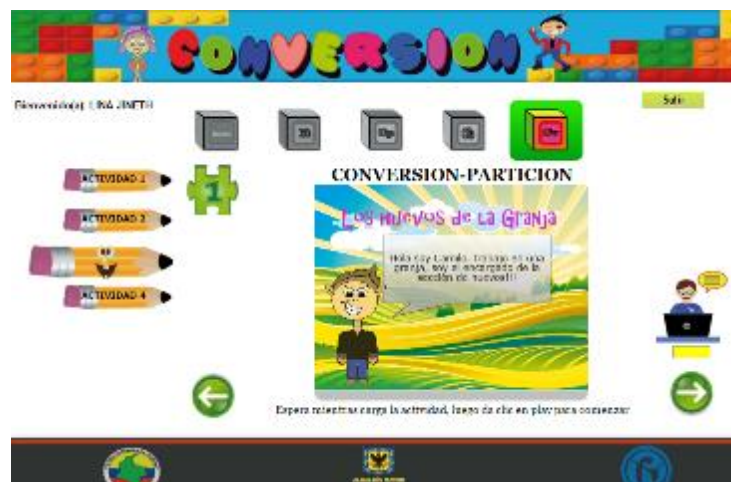 CONVERSION
Bienvenido(a) LINA JINETH
Salir
ACTIVIDAD 1
ACTIVIDAD 2
ACTIVIDAD 4
1
CONVERSION-PARTICION
Los Huevos de La Granja
Hola soy Camilo, trabajo en una
granja, soy el encargado de la
sección de huevos!!!
Espera mientras carga la actividad, luego da clic en play para comenzar